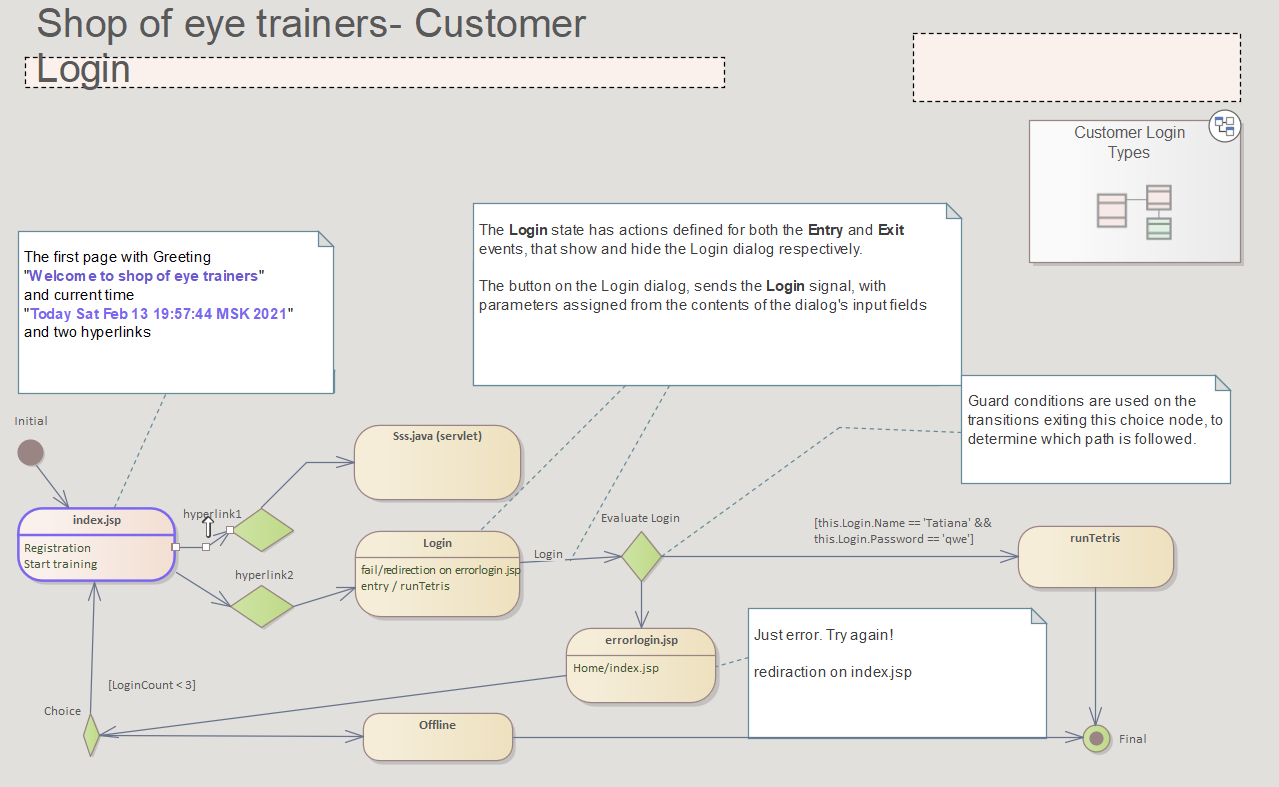 Shop of eye trainers- Customer
Login
Customer Login
Types
The first page with Greeting
"Welcome to shop of eye trainers"
and current time
"Today Sat Feb 13 19:57:44 MSK 2021"
and two hyperlinks
The Login state has actions defined for both the Entry and Exit
events, that show and hide the Login dialog respectively.
The button on the Login dialog, sends the Login signal, with
parameters assigned from the contents of the dialog's input fields
Guard conditions are used on the
transitions exiting this choice node, to
determine which path is followed.
Initial
Sss.java (servlet)
index.jsp
Registration
Start training
hyperlink1
hyperlink2
Login
fail/redirection on errorlogin.jsp
entry / runTetris
Login
Evaluate Login
[this.Login.Name == 'Tatiana' &&
this.Login.Password == 'qwe']
runTetris
errorlogin.jsp
Home/index.jsp
Just error. Try again!
rediraction on index.jsp
[LoginCount < 3]
Choice
Offline
Final